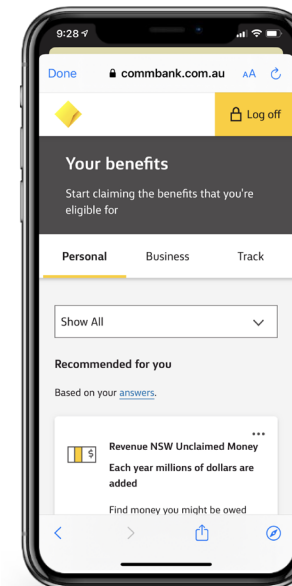 9:28
Done
commbank.com.au
AA
Log off
Your benefits
Start claiming the benefits that you're
eligible for
Personal
Business
Track
Show All
Recommended for you
Based on your answers.
$
Revenue NSW Unclaimed Money
Each year millions of dollars are
added
Find money you might be owed